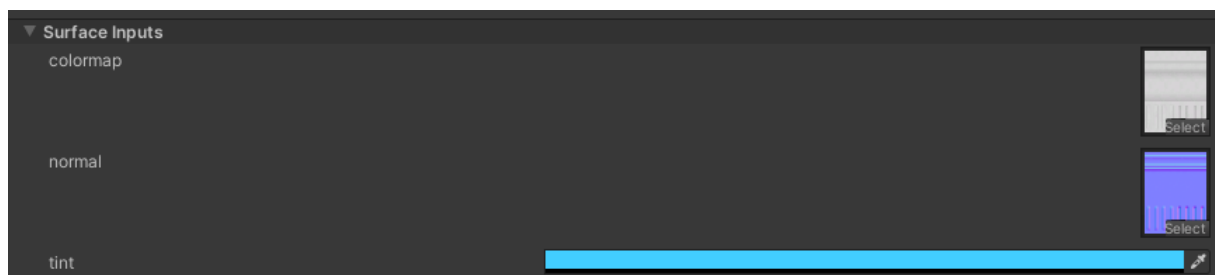 Surface Inputs
colormap
Select
normal
Select
tint